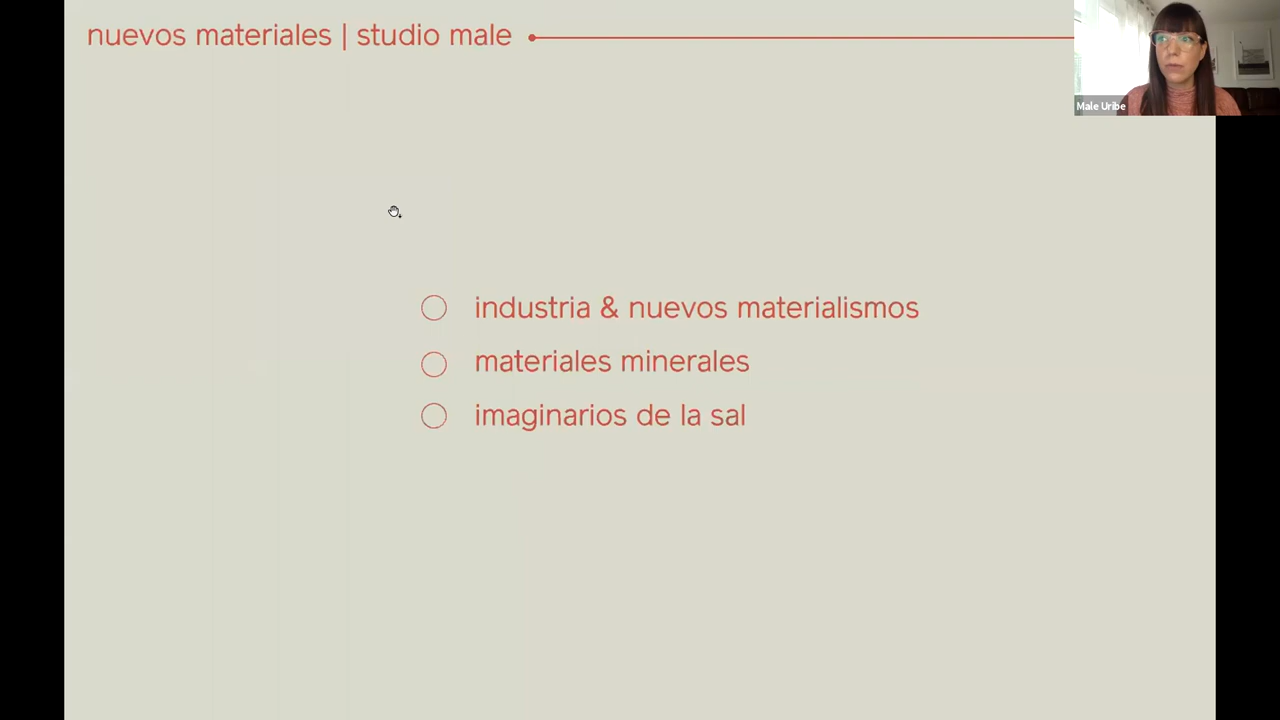 nuevos materiales | studio male
Male Uribe
industria & nuevos materialismos
materiales minerales
imaginarios de la sal